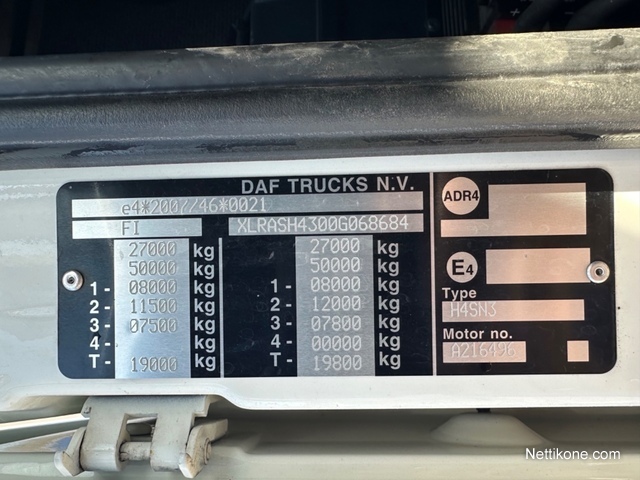 DAF TRUCKS N.V.
e4*200//46*0021
FI XLRASH4300G068684
27000 kg 27000 kg
50000 kg 50000 kg
1- 08000 kg 1- 08000 kg
2- 11500 kg 2- 12000 kg
3- 07500 kg 3- 07800 kg
4- kg 4- 00000 kg
T- 19000 kg T- 19800 kg
ADR4
E4
Type
H4SN3
Motor no.
A216496
Nettikone.com